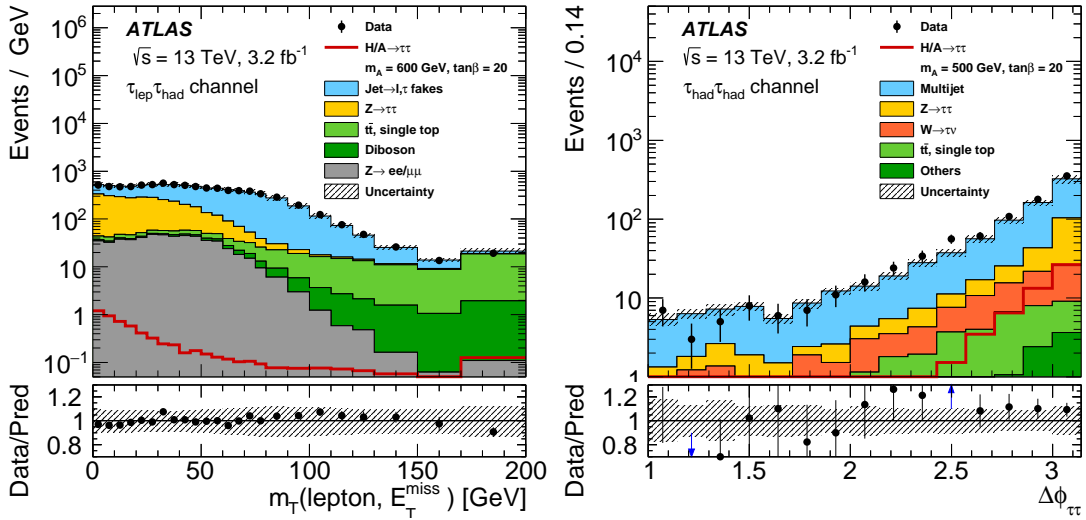 ATLAS
√s = 13 TeV, 3.2 fb⁻¹
τlepτhad channel
Data
H/A→ττ
mA = 600 GeV, tanβ = 20
Jet→l,τ fakes
Z→ττ
tt̄, single top
Diboson
Z→ ee/μμ
Uncertainty
Events / GeV
10⁶
10⁵
10⁴
10³
10²
10
1
10⁻¹
Data/Pred
1.2
1
0.8
0 50 100 150 200
mT(lepton, ETmiss) [GeV]
ATLAS
√s = 13 TeV, 3.2 fb⁻¹
τhadτhad channel
Data
H/A→ττ
mA = 500 GeV, tanβ = 20
Multijet
Z→ττ
W→τν
tt̄, single top
Others
Uncertainty
Events / 0.14
10⁴
10³
10²
10
1
Data/Pred
1.2
1
0.8
1 1.5 2 2.5 3
Δϕττ